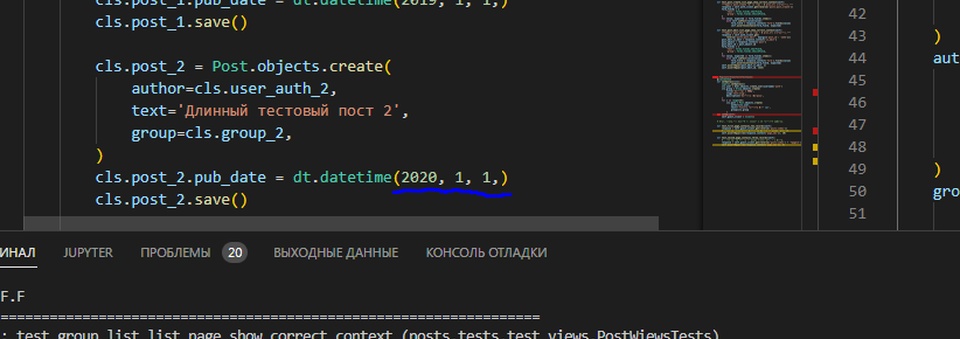 cls.post_1.pub_date = dt.datetime(2019, 1, 1,)
cls.post_1.save()
cls.post_2 = Post.objects.create(
author=cls.user_auth_2,
text='Длинный тестовый пост 2',
group=cls.group_2,
)
cls.post_2.pub_date = dt.datetime(2020, 1, 1,)
cls.post_2.save()
42
43 )
44 aut
45
46
47
48
49 )
50 gro
51
ИНАЛ JUPYTER ПРОБЛЕМЫ 20 ВЫХОДНЫЕ ДАННЫЕ КОНСОЛЬ ОТЛАДКИ
F.F
======================================================================
: test_group_list_list_page_show_correct_context (posts.tests.test_views.PostWiewsTests)